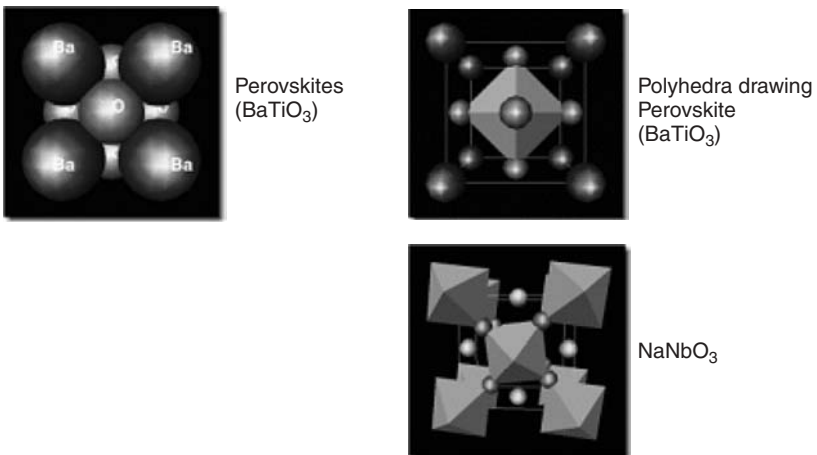 Ba
Ba
O
Ba
Ba
Perovskites
(BaTiO₃)
Polyhedra drawing
Perovskite
(BaTiO₃)
NaNbO₃